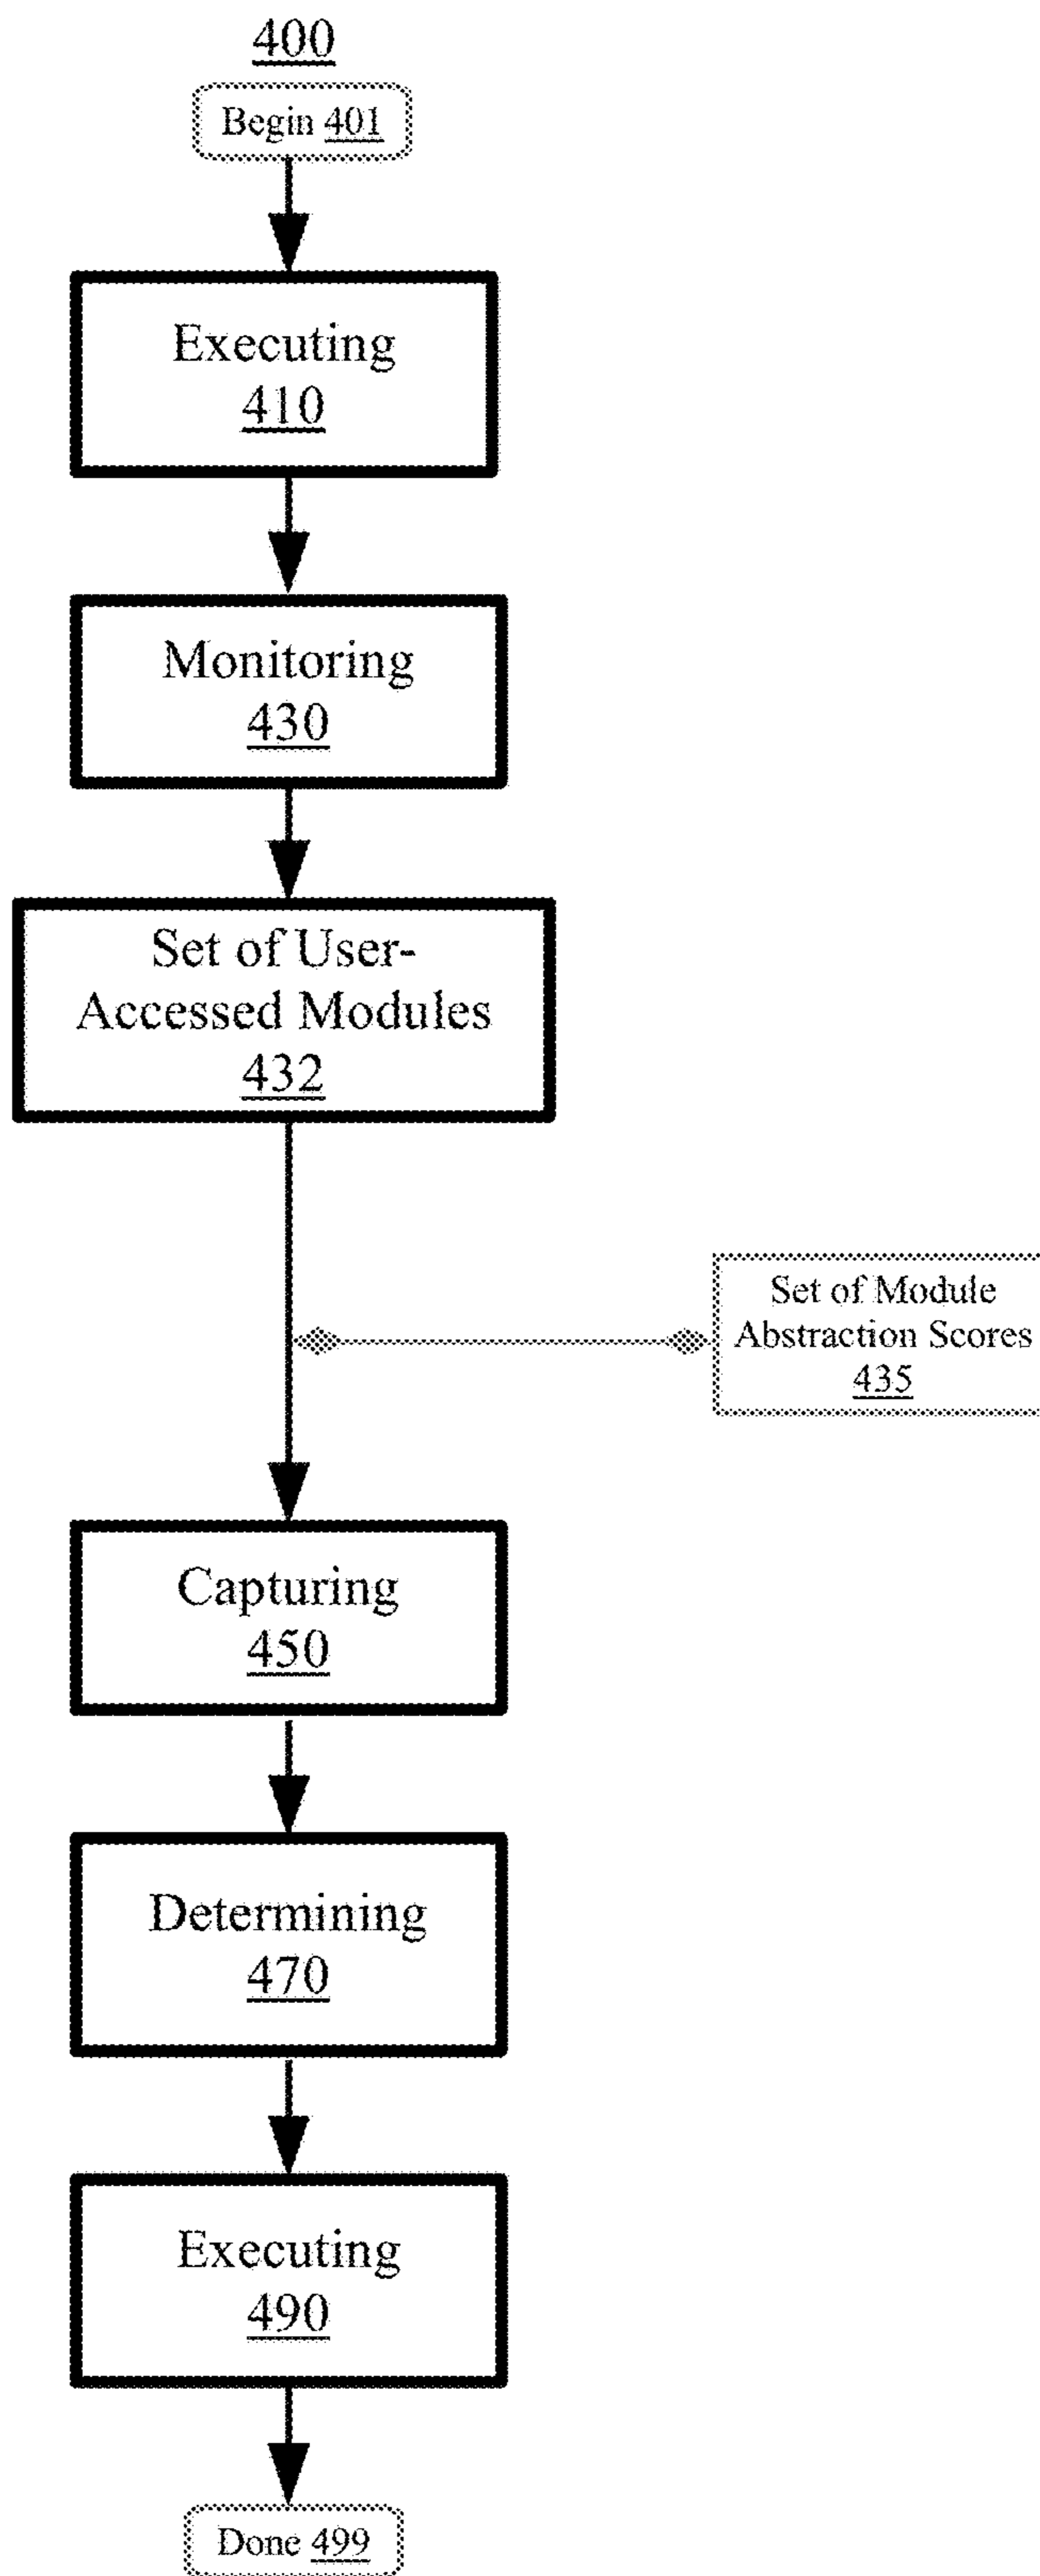 400
Begin 401
Executing
410
Monitoring
430
Set of User-
Accessed Modules
432
Set of Module
Abstraction Scores
435
Capturing
450
Determining
470
Executing
490
Done 499